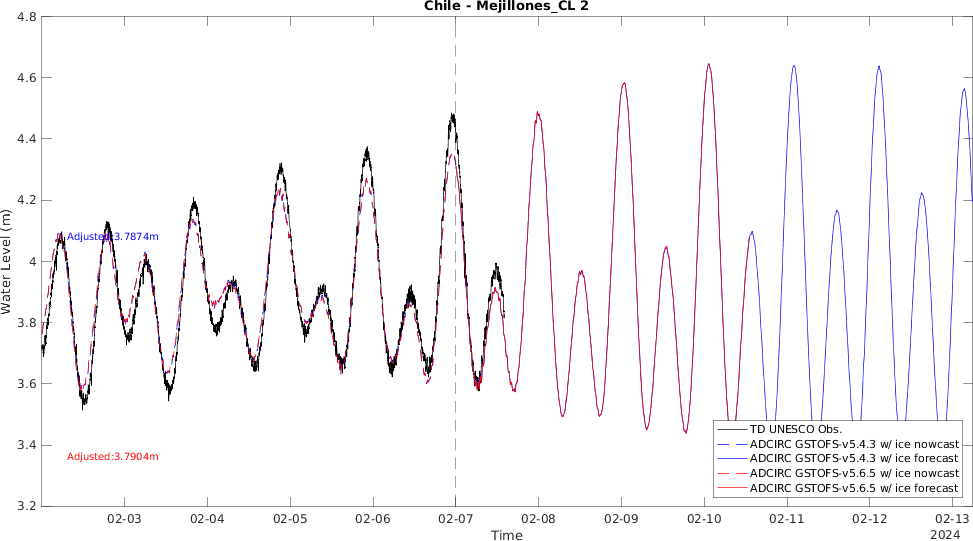 Chile - Mejillones_CL 2
4.8
4.6
4.4
4.2
4
3.8
3.6
3.4
3.2
Water Level (m)
Adjusted:3.7874m
Adjusted:3.7904m
TD UNESCO Obs.
ADCIRC GSTOFS-v5.4.3 w/ ice nowcast
ADCIRC GSTOFS-v5.4.3 w/ ice forecast
ADCIRC GSTOFS-v5.6.5 w/ ice nowcast
ADCIRC GSTOFS-v5.6.5 w/ ice forecast
02-03 02-04 02-05 02-06 02-07 02-08 02-09 02-10 02-11 02-12 02-13
Time
2024